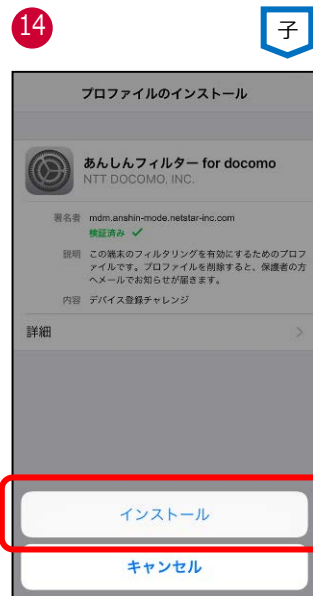 14
子
プロファイルのインストール
あんしんフィルター for docomo
NTT DOCOMO, INC.
署名者 mdm.anshin-mode.netstar-inc.com
検証済み ✓
説明 この端末のフィルタリングを有効にするためのプロフ
ァイルです。プロファイルを削除すると、保護者の方
へメールでお知らせが届きます。
内容 デバイス登録チャレンジ
詳細
インストール
キャンセル